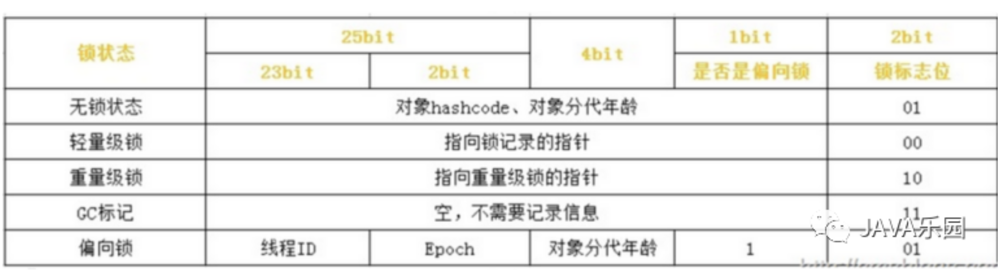 锁状态 25bit 4bit 1bit 2bit
23bit 2bit 是否是偏向锁 锁标志位
无锁状态 对象hashcode、对象分代年龄 01
轻量级锁 指向锁记录的指针 00
重量级锁 指向重量级锁的指针 10
GC标记 空，不需要记录信息 11
偏向锁 线程ID Epoch 对象分代年龄 1 01
JAVA乐园